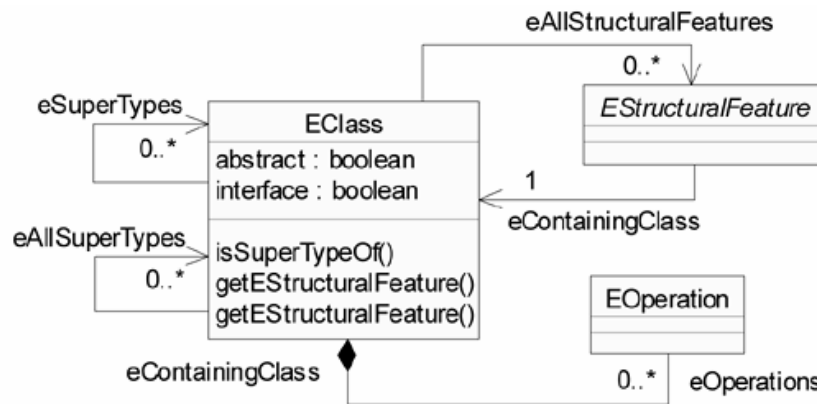 eAllStructuralFeatures
0..*
eSuperTypes
0..*
EClass
abstract : boolean
interface : boolean
EStructuralFeature
1
eContainingClass
eAllSuperTypes
0..*
isSuperTypeOf()
getEStructuralFeature()
getEStructuralFeature()
EOperation
eContainingClass
0..*
eOperations